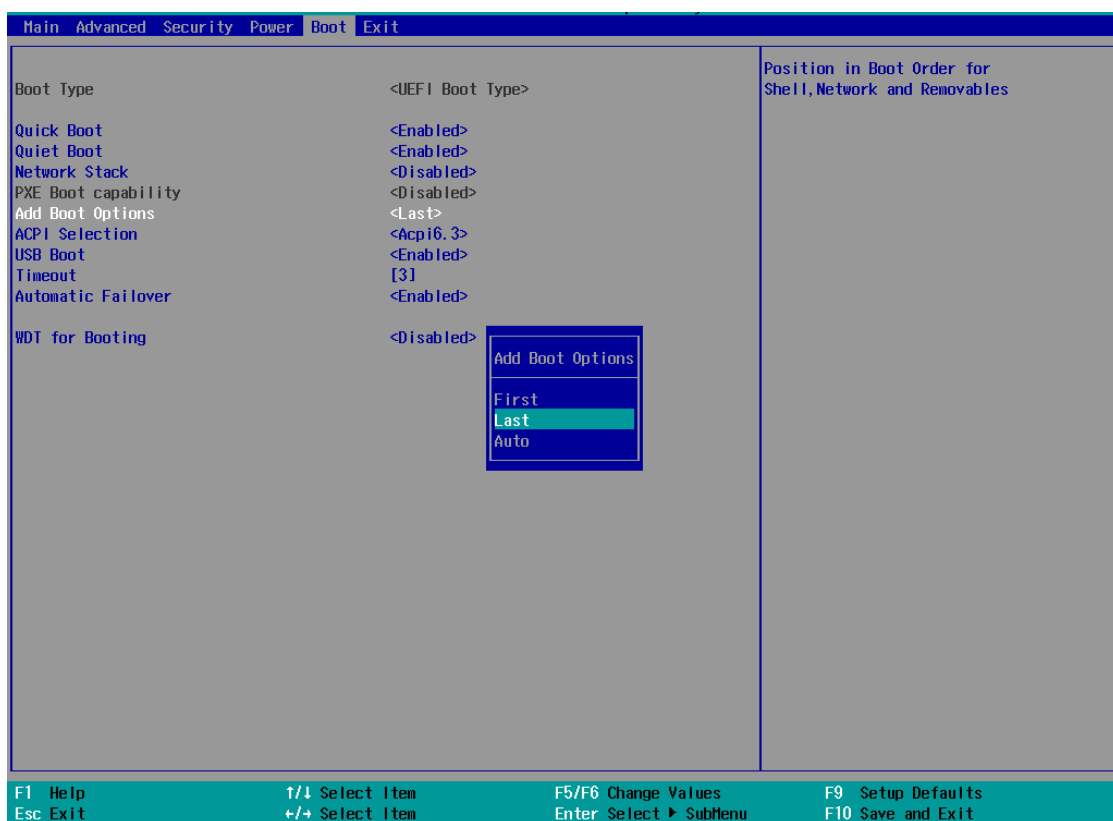 Main Advanced Security Power Boot Exit
Boot Type <UEFI Boot Type>
Quick Boot <Enabled>
Quiet Boot <Enabled>
Network Stack <Disabled>
PXE Boot capability <Disabled>
Add Boot Options <Last>
ACPI Selection <Acpi6.3>
USB Boot <Enabled>
Timeout [3]
Automatic Failover <Enabled>
WDT for Booting <Disabled>
Add Boot Options
First
Last
Auto
Position in Boot Order for
Shell,Network and Removables
F1 Help ↑/↓ Select Item F5/F6 Change Values F9 Setup Defaults
Esc Exit ←/→ Select Item Enter Select ▶ SubMenu F10 Save and Exit